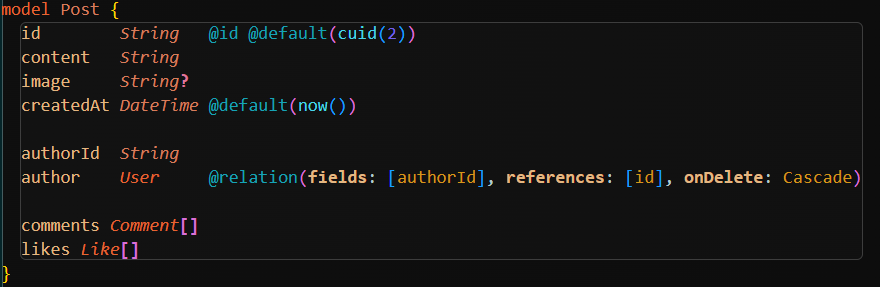 model Post {
  id        String   @id @default(cuid(2))
  content   String
  image     String?
  createdAt DateTime @default(now())

  authorId  String
  author    User     @relation(fields: [authorId], references: [id], onDelete: Cascade)

  comments Comment[]
  likes Like[]
}